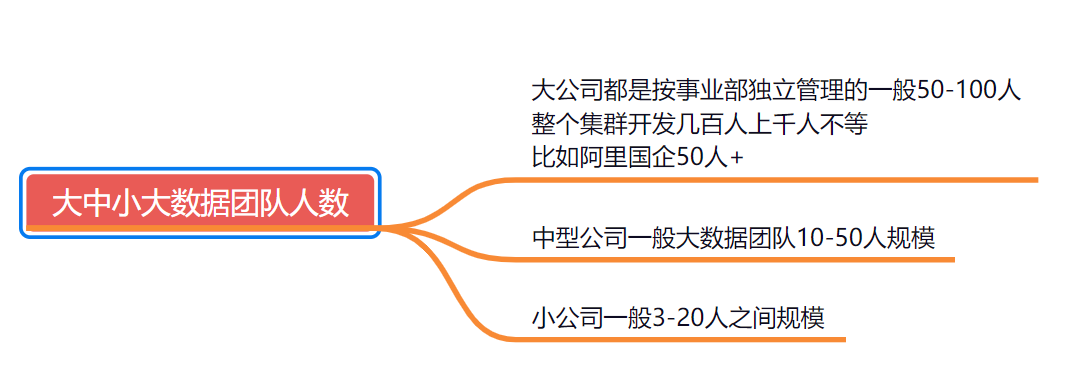 大中小大数据团队人数
大公司都是按事业部独立管理的一般50-100人
整个集群开发几百人上千人不等
比如阿里国企50人+
中型公司一般大数据团队10-50人规模
小公司一般3-20人之间规模